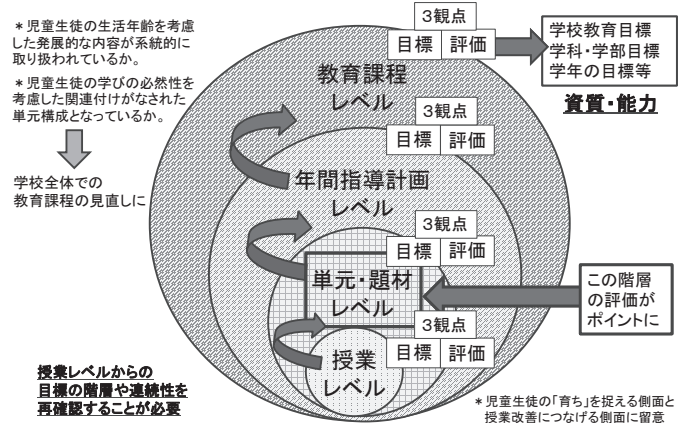 ＊児童生徒の生活年齢を考慮
した発展的な内容が系統的に
取り扱われているか。
＊児童生徒の学びの必然性を
考慮した関連付けがなされた
単元構成となっているか。
学校全体での
教育課程の見直しに
3観点
目標 評価
学校教育目標
学科・学部目標
学年の目標等
資質・能力
教育課程
レベル
3観点
目標 評価
年間指導計画
レベル
3観点
目標 評価
単元・題材
レベル
この階層
の評価が
ポイントに
3観点
目標 評価
授業
レベル
授業レベルからの
目標の階層や連続性を
再確認することが必要
＊児童生徒の「育ち」を捉える側面と
授業改善につなげる側面に留意